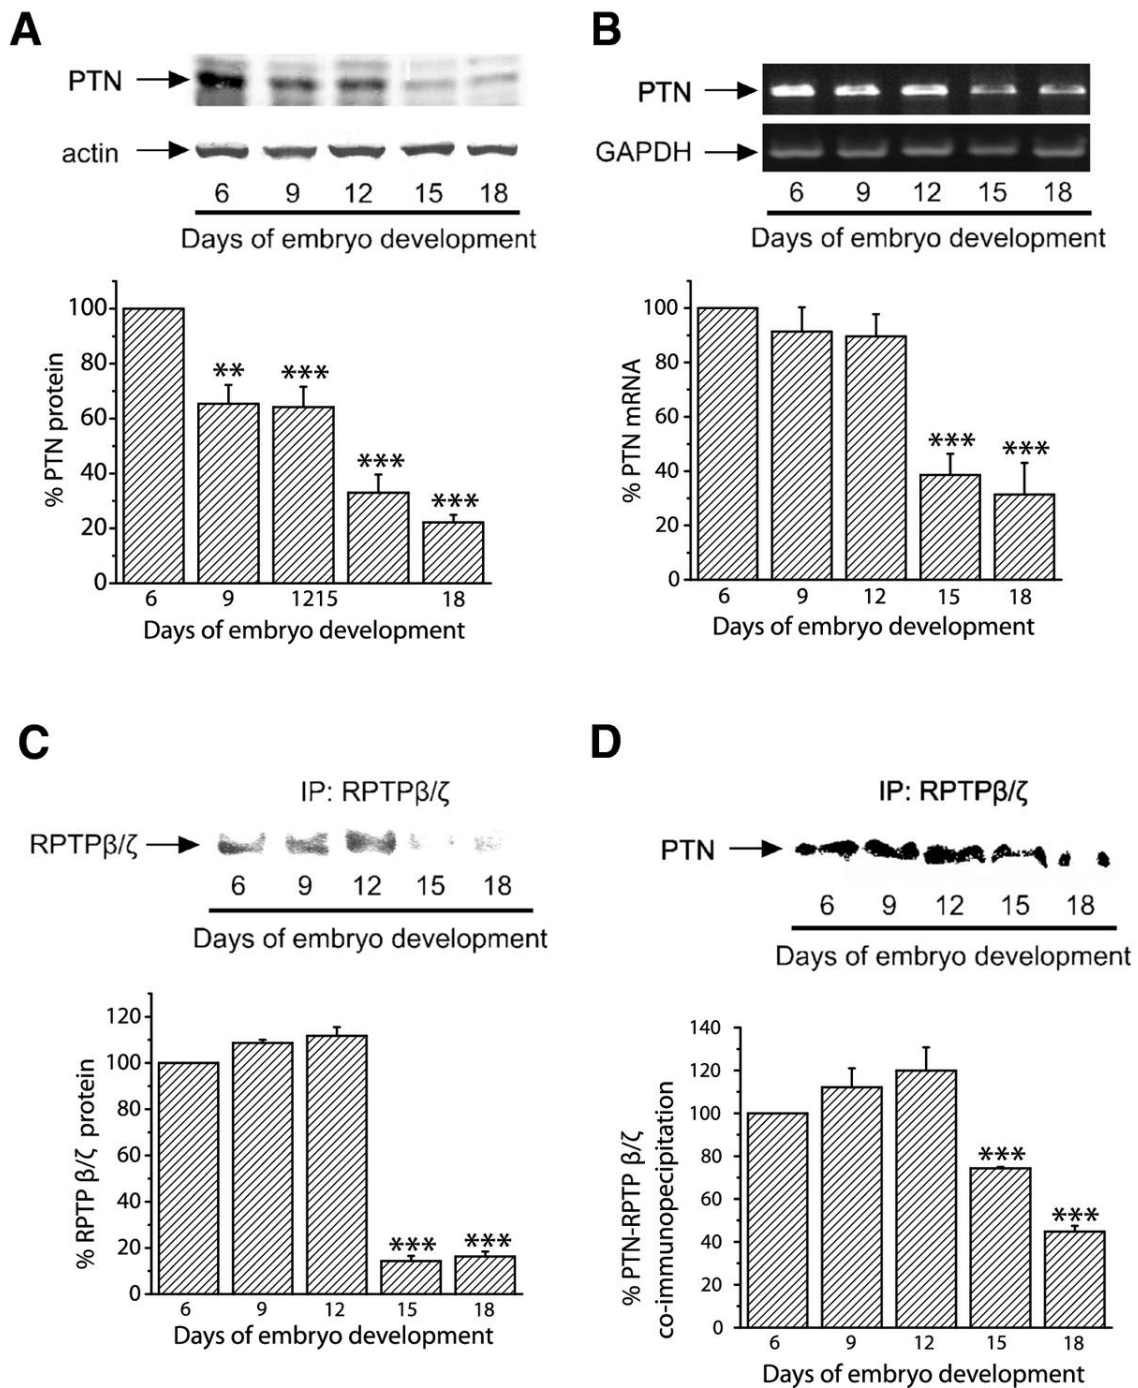 A
PTN
actin
6 9 12 15 18
Days of embryo development
% PTN protein
100
80
60
40
20
0
**
***
***
***
6 9 1215 18
Days of embryo development
B
PTN
GAPDH
6 9 12 15 18
Days of embryo development
% PTN mRNA
100
80
60
40
20
0
***
***
6 9 12 15 18
Days of embryo development
C
IP: RPTPβ/ζ
RPTPβ/ζ
6 9 12 15 18
Days of embryo development
% RPTP β/ζ protein
120
100
80
60
40
20
0
***
***
6 9 12 15 18
Days of embryo development
D
IP: RPTPβ/ζ
PTN
6 9 12 15 18
Days of embryo development
% PTN-RPTP β/ζ
co-immunopecipitation
140
120
100
80
60
40
20
0
***
***
6 9 12 15 18
Days of embryo development